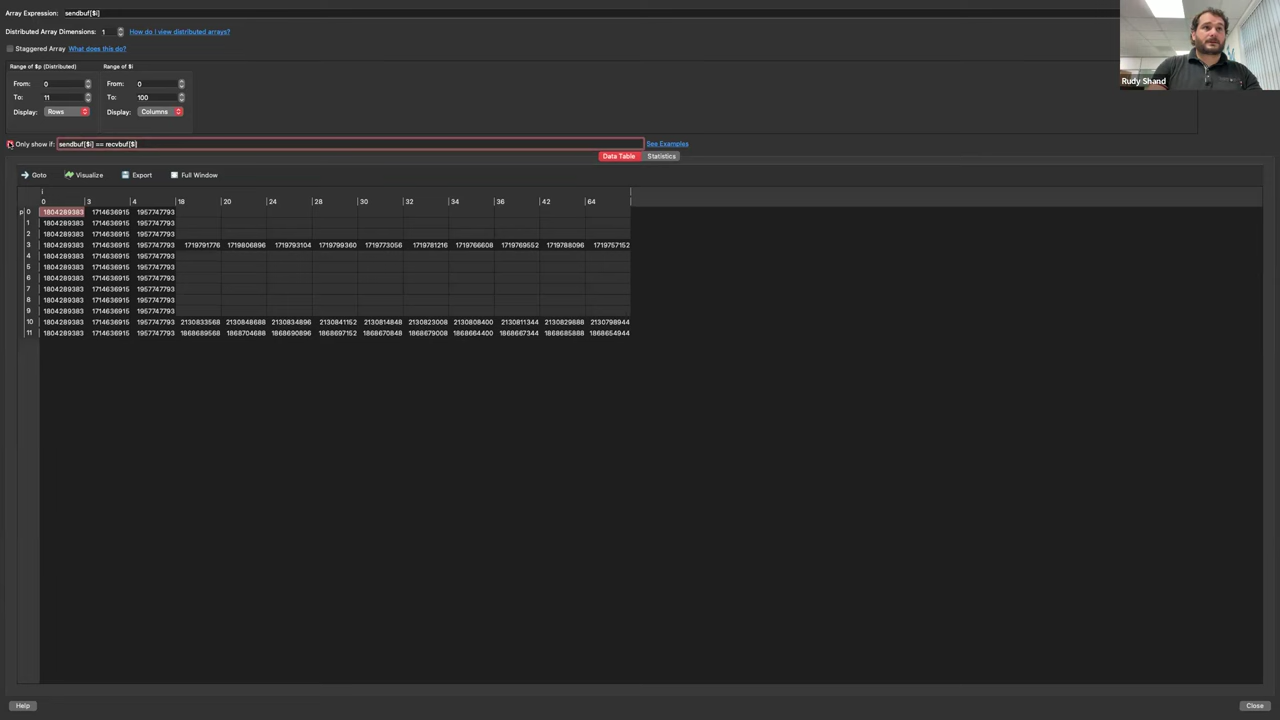 Array Expression: sendbuf[$i]
Distributed Array Dimensions: 1 How do I view distributed arrays?
Staggered Array What does this do?
Range of $p (Distributed) Range of $i
From: 0 From: 0
To: 11 To: 100
Display: Rows Display: Columns
Only show if: sendbuf[$i] == recvbuf[$i] See Examples
Data Table Statistics
Goto Visualize Export Full Window
i
0 3 4 18 20 24 28 30 32 34 36 42 64
p 0 1804289383 1714636915 1957747793
1 1804289383 1714636915 1957747793
2 1804289383 1714636915 1957747793
3 1804289383 1714636915 1957747793 1719791776 1719806896 1719793104 1719799360 1719773056 1719781216 1719766608 1719769552 1719788096 1719757152
4 1804289383 1714636915 1957747793
5 1804289383 1714636915 1957747793
6 1804289383 1714636915 1957747793
7 1804289383 1714636915 1957747793
8 1804289383 1714636915 1957747793
9 1804289383 1714636915 1957747793
10 1804289383 1714636915 1957747793 2130833568 2130848688 2130834896 2130841152 2130814848 2130823008 2130808400 2130811344 2130829888 2130798944
11 1804289383 1714636915 1957747793 1868689568 1868704688 1868690896 1868697152 1868670848 1868679008 1868664400 1868667344 1868685888 1868654944
Rudy Shand
Help Close